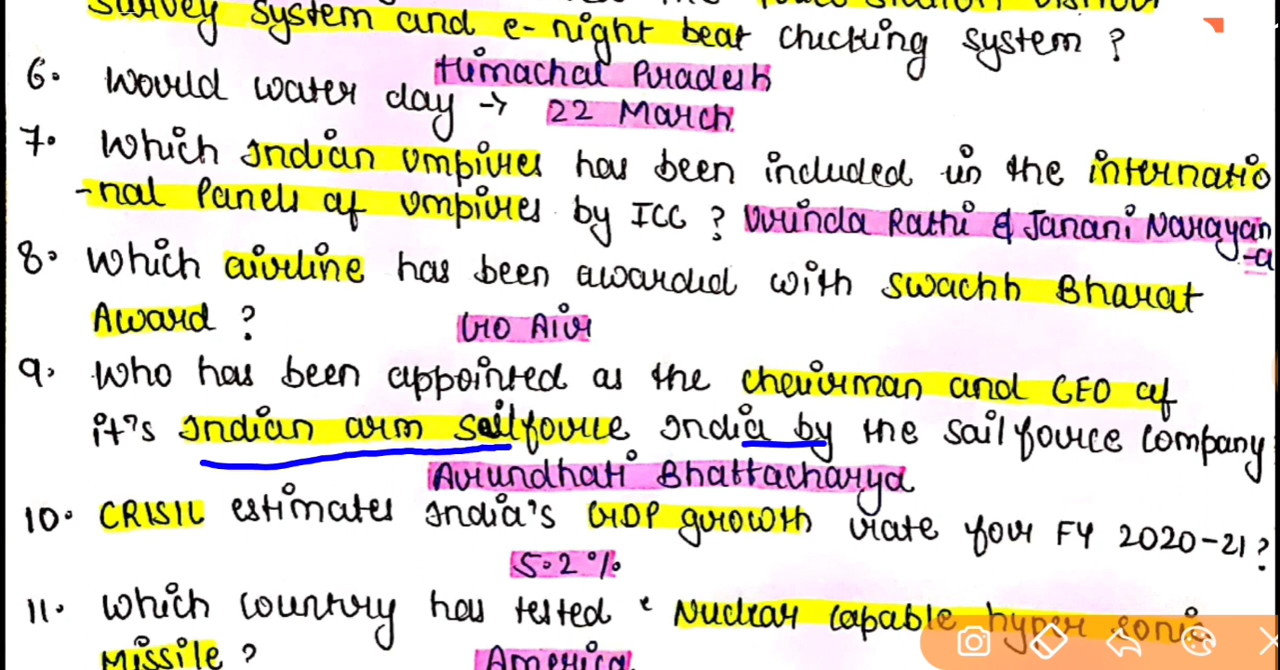 survey system and e-night beat checking system ?
Himachal Pradesh
6. World water day → 22 March
7. Which Indian umpires has been included in the internatio
-nal Panels of umpires by ICC ? Vrinda Rathi & Janani Narayan
-a
8. Which airline has been awarded with swachh Bharat
Award ? Go Air
9. Who has been appointed as the chairman and CEO of
it's Indian arm sailforce India by the sailforce company
Arundhati Bhattacharya
10. CRISIL estimates India's GDP growth rate for FY 2020-21 ?
5.2%
11. Which country has tested Nuclear capable hyper sonic
Missile ? America